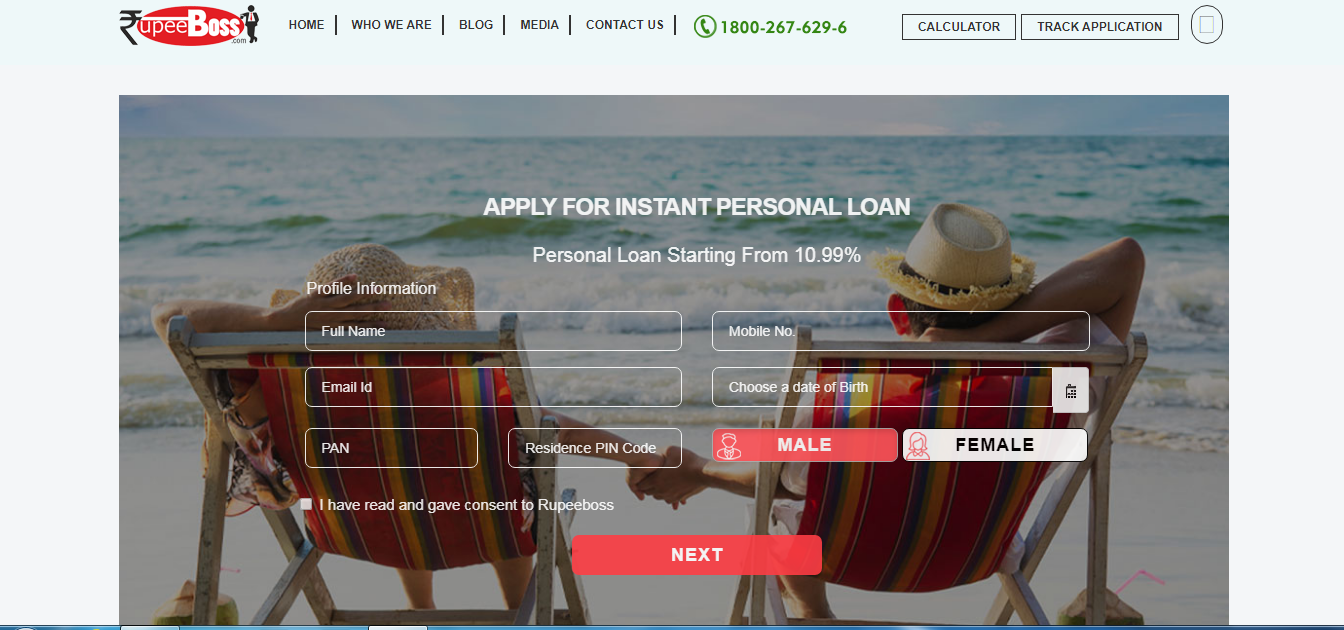 ₹upeeBoss
.com
HOME
WHO WE ARE
BLOG
MEDIA
CONTACT US
1800-267-629-6
CALCULATOR
TRACK APPLICATION
APPLY FOR INSTANT PERSONAL LOAN
Personal Loan Starting From 10.99%
Profile Information
Full Name
Mobile No.
Email Id
Choose a date of Birth
PAN
Residence PIN Code
MALE
FEMALE
I have read and gave consent to Rupeeboss
NEXT